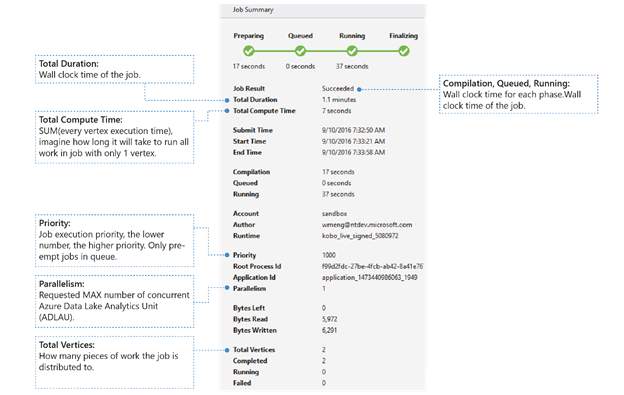 Job Summary
Preparing Queued Running Finalizing
17 seconds 0 seconds 37 seconds
Total Duration:
Wall clock time of the job.
Total Compute Time:
SUM(every vertex execution time),
imagine how long it will take to run all
work in job with only 1 vertex.
Priority:
Job execution priority, the lower
number, the higher priority. Only pre-
empt jobs in queue.
Parallelism:
Requested MAX number of concurrent
Azure Data Lake Analytics Unit
(ADLAU).
Total Vertices:
How many pieces of work the job is
distributed to.
Job Result Succeeded
Total Duration 1.1 minutes
Total Compute Time 7 seconds
Submit Time 9/10/2016 7:32:50 AM
Start Time 9/10/2016 7:33:21 AM
End Time 9/10/2016 7:33:58 AM
Compilation 17 seconds
Queued 0 seconds
Running 37 seconds
Account sandbox
Author wmeng@ntdev.microsoft.com
Runtime kobo_live_signed_5080972
Priority 1000
Root Process Id f99d2fdc-27be-4fcb-ab42-8a41e76
Application Id application_1473440986063_1949
Parallelism 1
Bytes Left 0
Bytes Read 5,972
Bytes Written 6,291
Total Vertices 2
Completed 2
Running 0
Failed 0
Compilation, Queued, Running:
Wall clock time for each phase.Wall
clock time of the job.